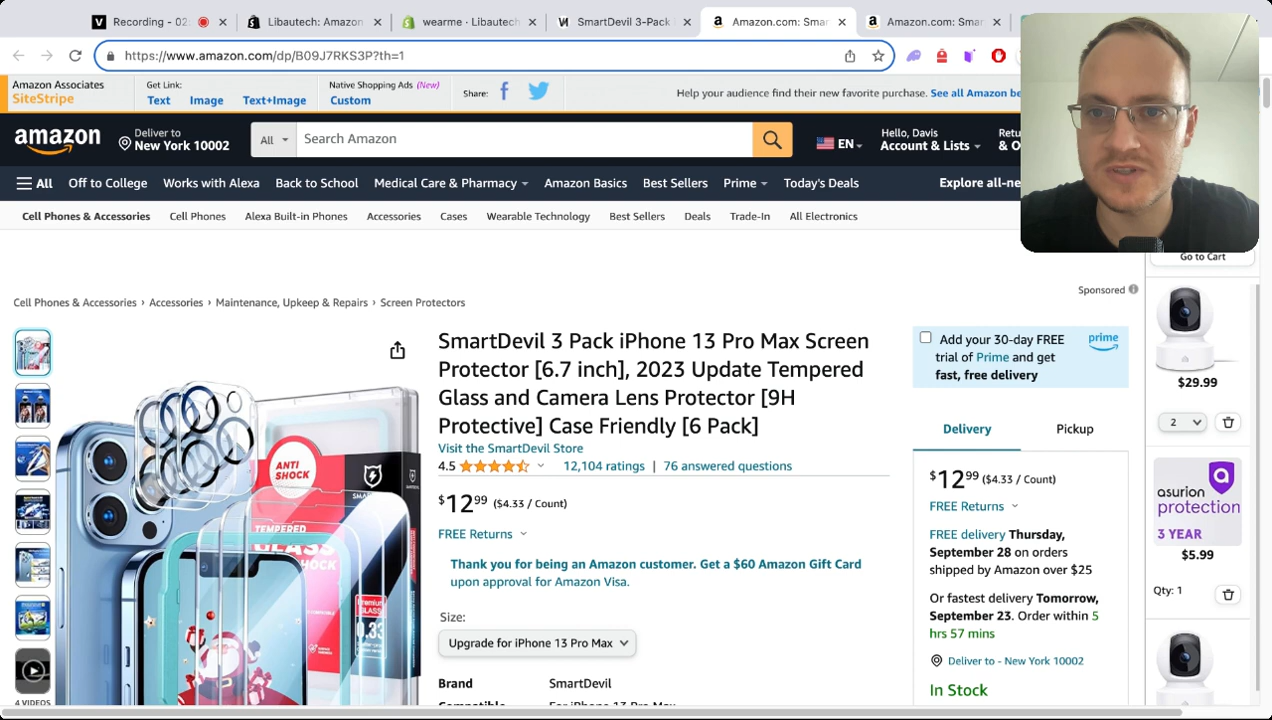 Recording - 02:
Libautech: Amazon
wearme · Libautech
SmartDevil 3-Pack
Amazon.com: Smar
Amazon.com: Smar
https://www.amazon.com/dp/B09J7RKS3P?th=1
Amazon Associates
SiteStripe
Get Link:
Text Image Text+Image
Native Shopping Ads (New)
Custom
Share:
Help your audience find their new favorite purchase. See all Amazon be
amazon
Deliver to
New York 10002
All
Search Amazon
EN
Hello, Davis
Account & Lists
Retu
& O
All Off to College Works with Alexa Back to School Medical Care & Pharmacy Amazon Basics Best Sellers Prime Today's Deals
Explore all-ne
Cell Phones & Accessories Cell Phones Alexa Built-in Phones Accessories Cases Wearable Technology Best Sellers Deals Trade-In All Electronics
Go to Cart
Sponsored
Cell Phones & Accessories › Accessories › Maintenance, Upkeep & Repairs › Screen Protectors
SmartDevil 3 Pack iPhone 13 Pro Max Screen
Protector [6.7 inch], 2023 Update Tempered
Glass and Camera Lens Protector [9H
Protective] Case Friendly [6 Pack]
Visit the SmartDevil Store
4.5 12,104 ratings | 76 answered questions
$12⁹⁹ ($4.33 / Count)
FREE Returns
Thank you for being an Amazon customer. Get a $60 Amazon Gift Card
upon approval for Amazon Visa.
Size:
Upgrade for iPhone 13 Pro Max
Brand SmartDevil
ANTI
SHOCK
TEMPERED
GLASS
0.33
4 VIDEOS
Add your 30-day FREE
trial of Prime and get
fast, free delivery
prime
Delivery Pickup
$12⁹⁹ ($4.33 / Count)
FREE Returns
FREE delivery Thursday,
September 28 on orders
shipped by Amazon over $25
Or fastest delivery Tomorrow,
September 23. Order within 5
hrs 57 mins
Deliver to - New York 10002
In Stock
$29.99
2
asurion
protection
3 YEAR
$5.99
Qty: 1